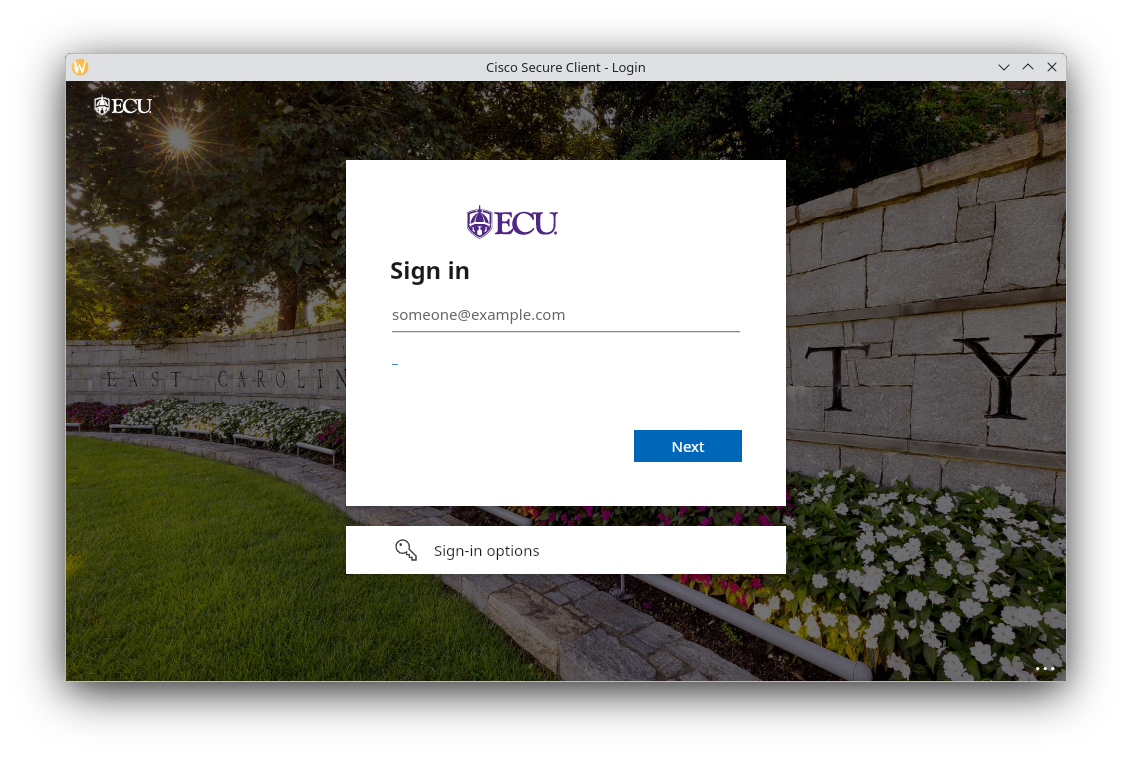 Cisco Secure Client - Login
ECU
ECU
Sign in
someone@example.com
Next
Sign-in options
EAST CAROLIN
TY